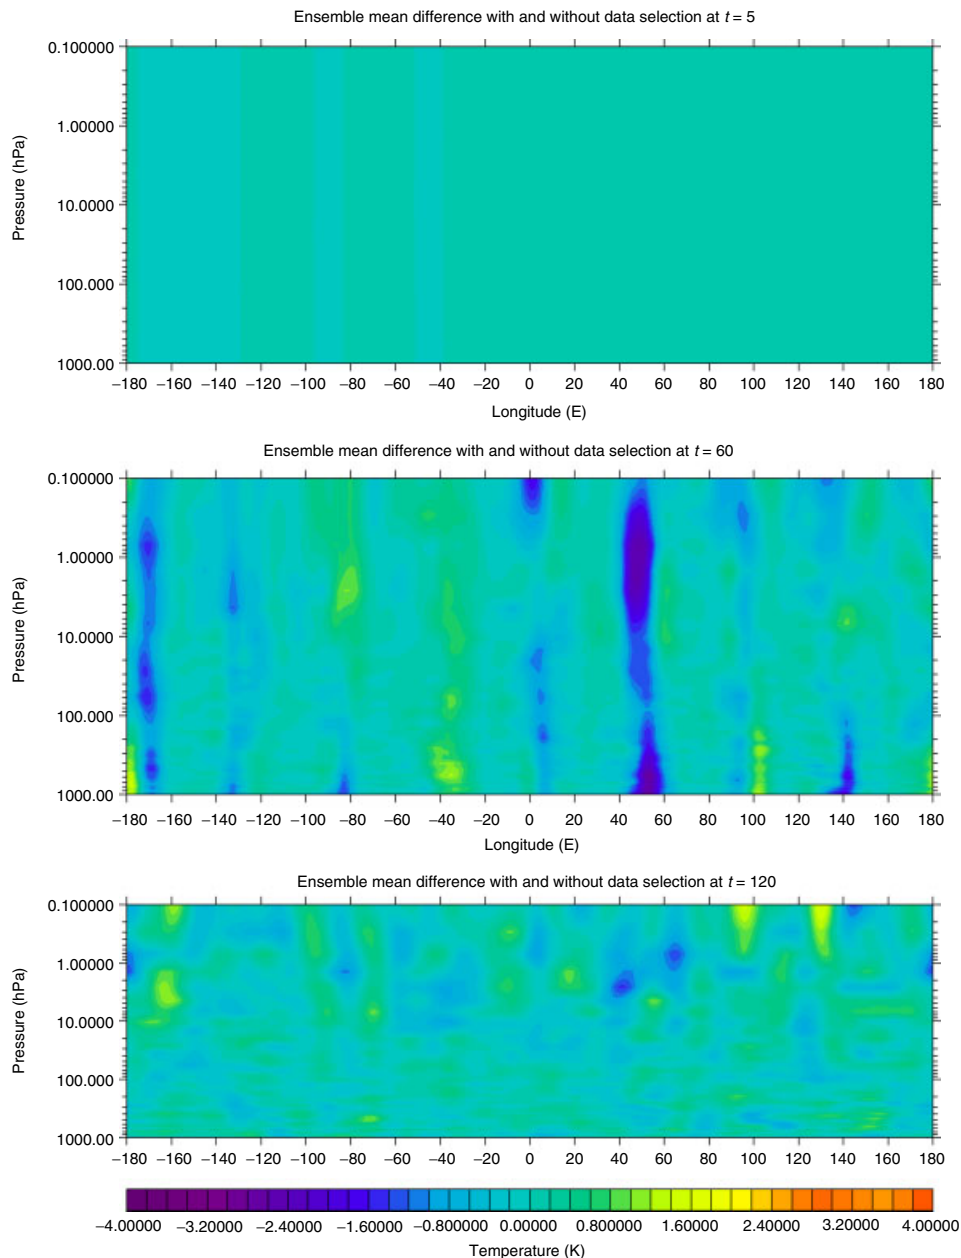 Ensemble mean difference with and without data selection at t = 5
0.100000
1.00000
10.0000
100.000
1000.00
Pressure (hPa)
−180 −160 −140 −120 −100 −80 −60 −40 −20 0 20 40 60 80 100 120 140 160 180
Longitude (E)
Ensemble mean difference with and without data selection at t = 60
0.100000
1.00000
10.0000
100.000
1000.00
Pressure (hPa)
−180 −160 −140 −120 −100 −80 −60 −40 −20 0 20 40 60 80 100 120 140 160 180
Longitude (E)
Ensemble mean difference with and without data selection at t = 120
0.100000
1.00000
10.0000
100.000
1000.00
Pressure (hPa)
−180 −160 −140 −120 −100 −80 −60 −40 −20 0 20 40 60 80 100 120 140 160 180
−4.00000 −3.20000 −2.40000 −1.60000 −0.800000 0.00000 0.800000 1.60000 2.40000 3.20000 4.00000
Temperature (K)